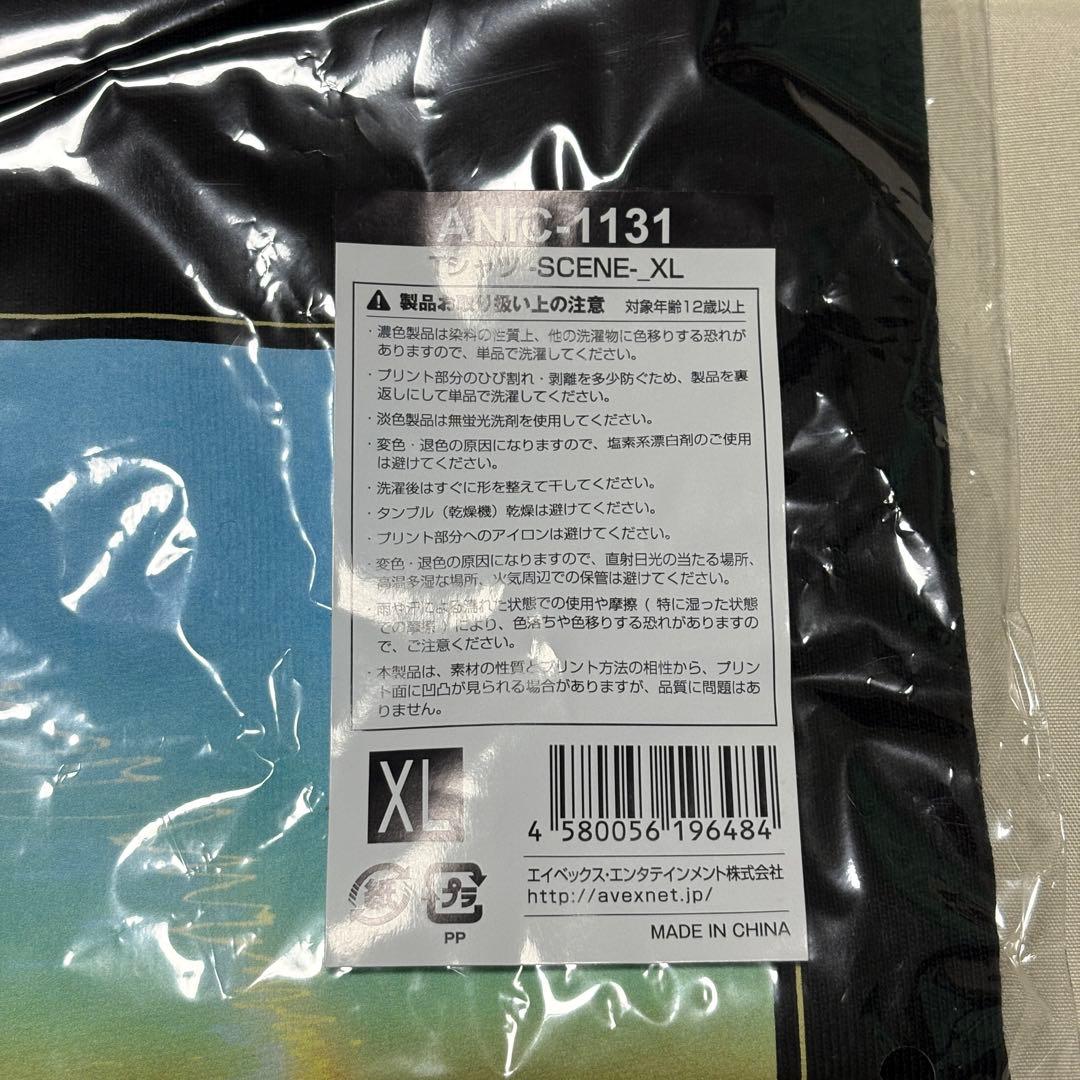 ANIC-1131
Tシャツ -SCENE-_XL
製品お取り扱い上の注意 対象年齢12歳以上
・濃色製品は染料の性質上、他の洗濯物に色移りする恐れが
ありますので、単品で洗濯してください。
・プリント部分のひび割れ・剥離を多少防ぐため、製品を裏
返しにして単品で洗濯してください。
・淡色製品は無蛍光洗剤を使用してください。
・変色・退色の原因になりますので、塩素系漂白剤のご使用
は避けてください。
・洗濯後はすぐに形を整えて干してください。
・タンブル（乾燥機）乾燥は避けてください。
・プリント部分へのアイロンは避けてください。
・変色・退色の原因になりますので、直射日光の当たる場所、
高温多湿な場所、火気周辺での保管は避けてください。
・雨や汗による濡れた状態での使用や摩擦 ( 特に湿った状態
での摩擦 ) により、色落ちや色移りする恐れがありますの
で、ご注意ください。
・本製品は、素材の性質とプリント方法の相性から、プリン
ト面に凹凸が見られる場合がありますが、品質に問題はあ
りません。
XL
4 580056 196484
エイベックス・エンタテインメント株式会社
http://avexnet.jp/
紙
プラ
PP
MADE IN CHINA